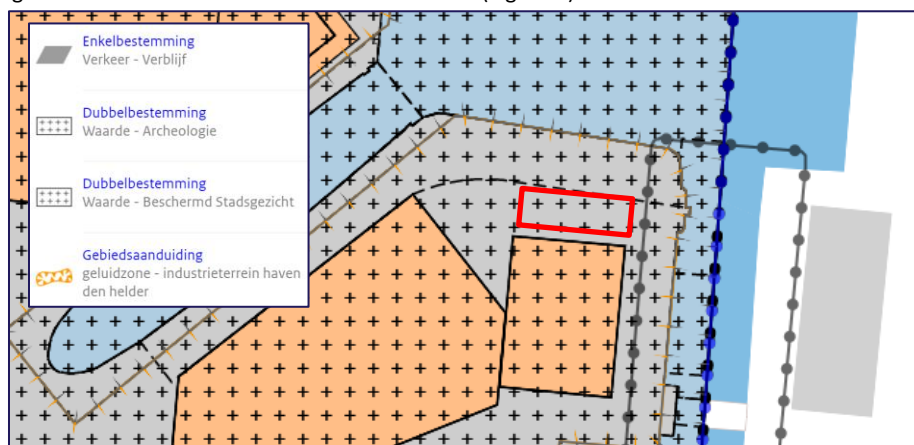 Enkelbestemming
Verkeer - Verblijf
Dubbelbestemming
Waarde - Archeologie
Dubbelbestemming
Waarde - Beschermd Stadsgezicht
Gebiedsaanduiding
geluidzone - industrieterrein haven
den helder